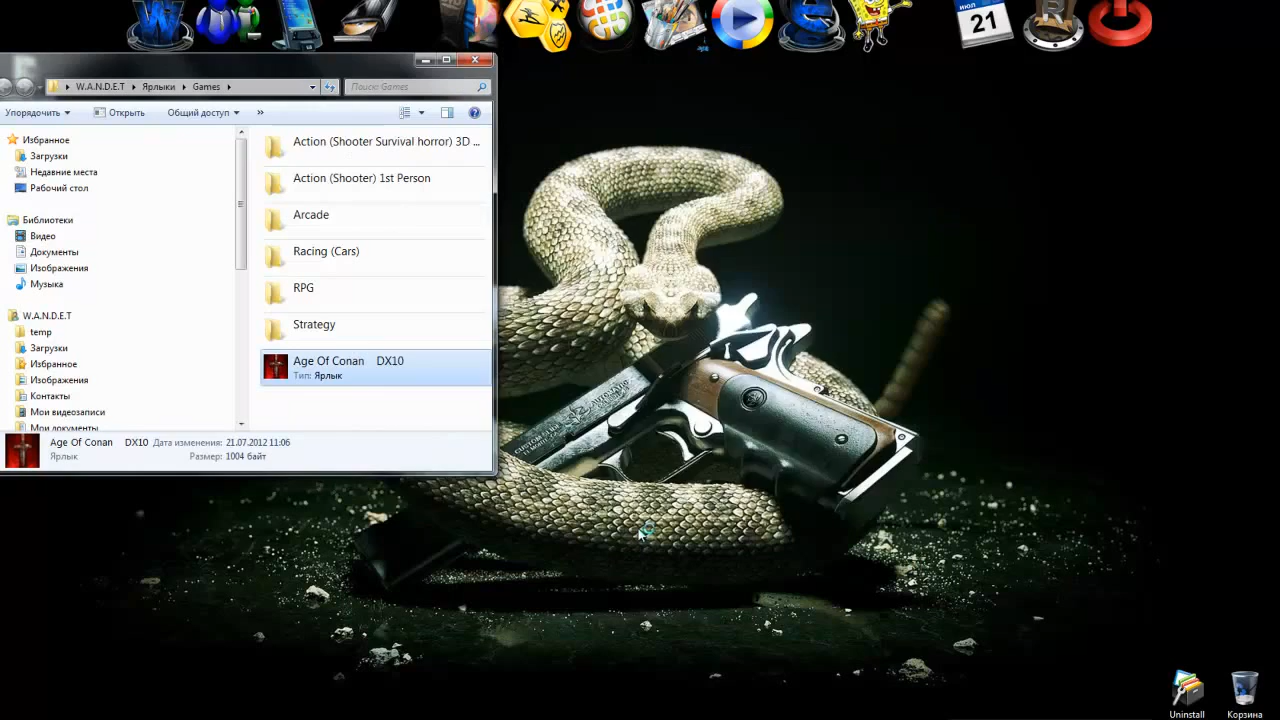 июл
21
W.A.N.D.E.T
Ярлыки
Games
Поиск: Games
Упорядочить
Открыть
Общий доступ
»
Избранное
Загрузки
Недавние места
Рабочий стол
Библиотеки
Видео
Документы
Изображения
Музыка
W.A.N.D.E.T
temp
Загрузки
Избранное
Изображения
Контакты
Мои видеозаписи
Мои документы
Action (Shooter Survival horror) 3D ...
Action (Shooter) 1st Person
Arcade
Racing (Cars)
RPG
Strategy
Age Of Conan DX10
Тип: Ярлык
Age Of Conan DX10 Дата изменения: 21.07.2012 11:06
Ярлык Размер: 1004 байт
Uninstall
Корзина